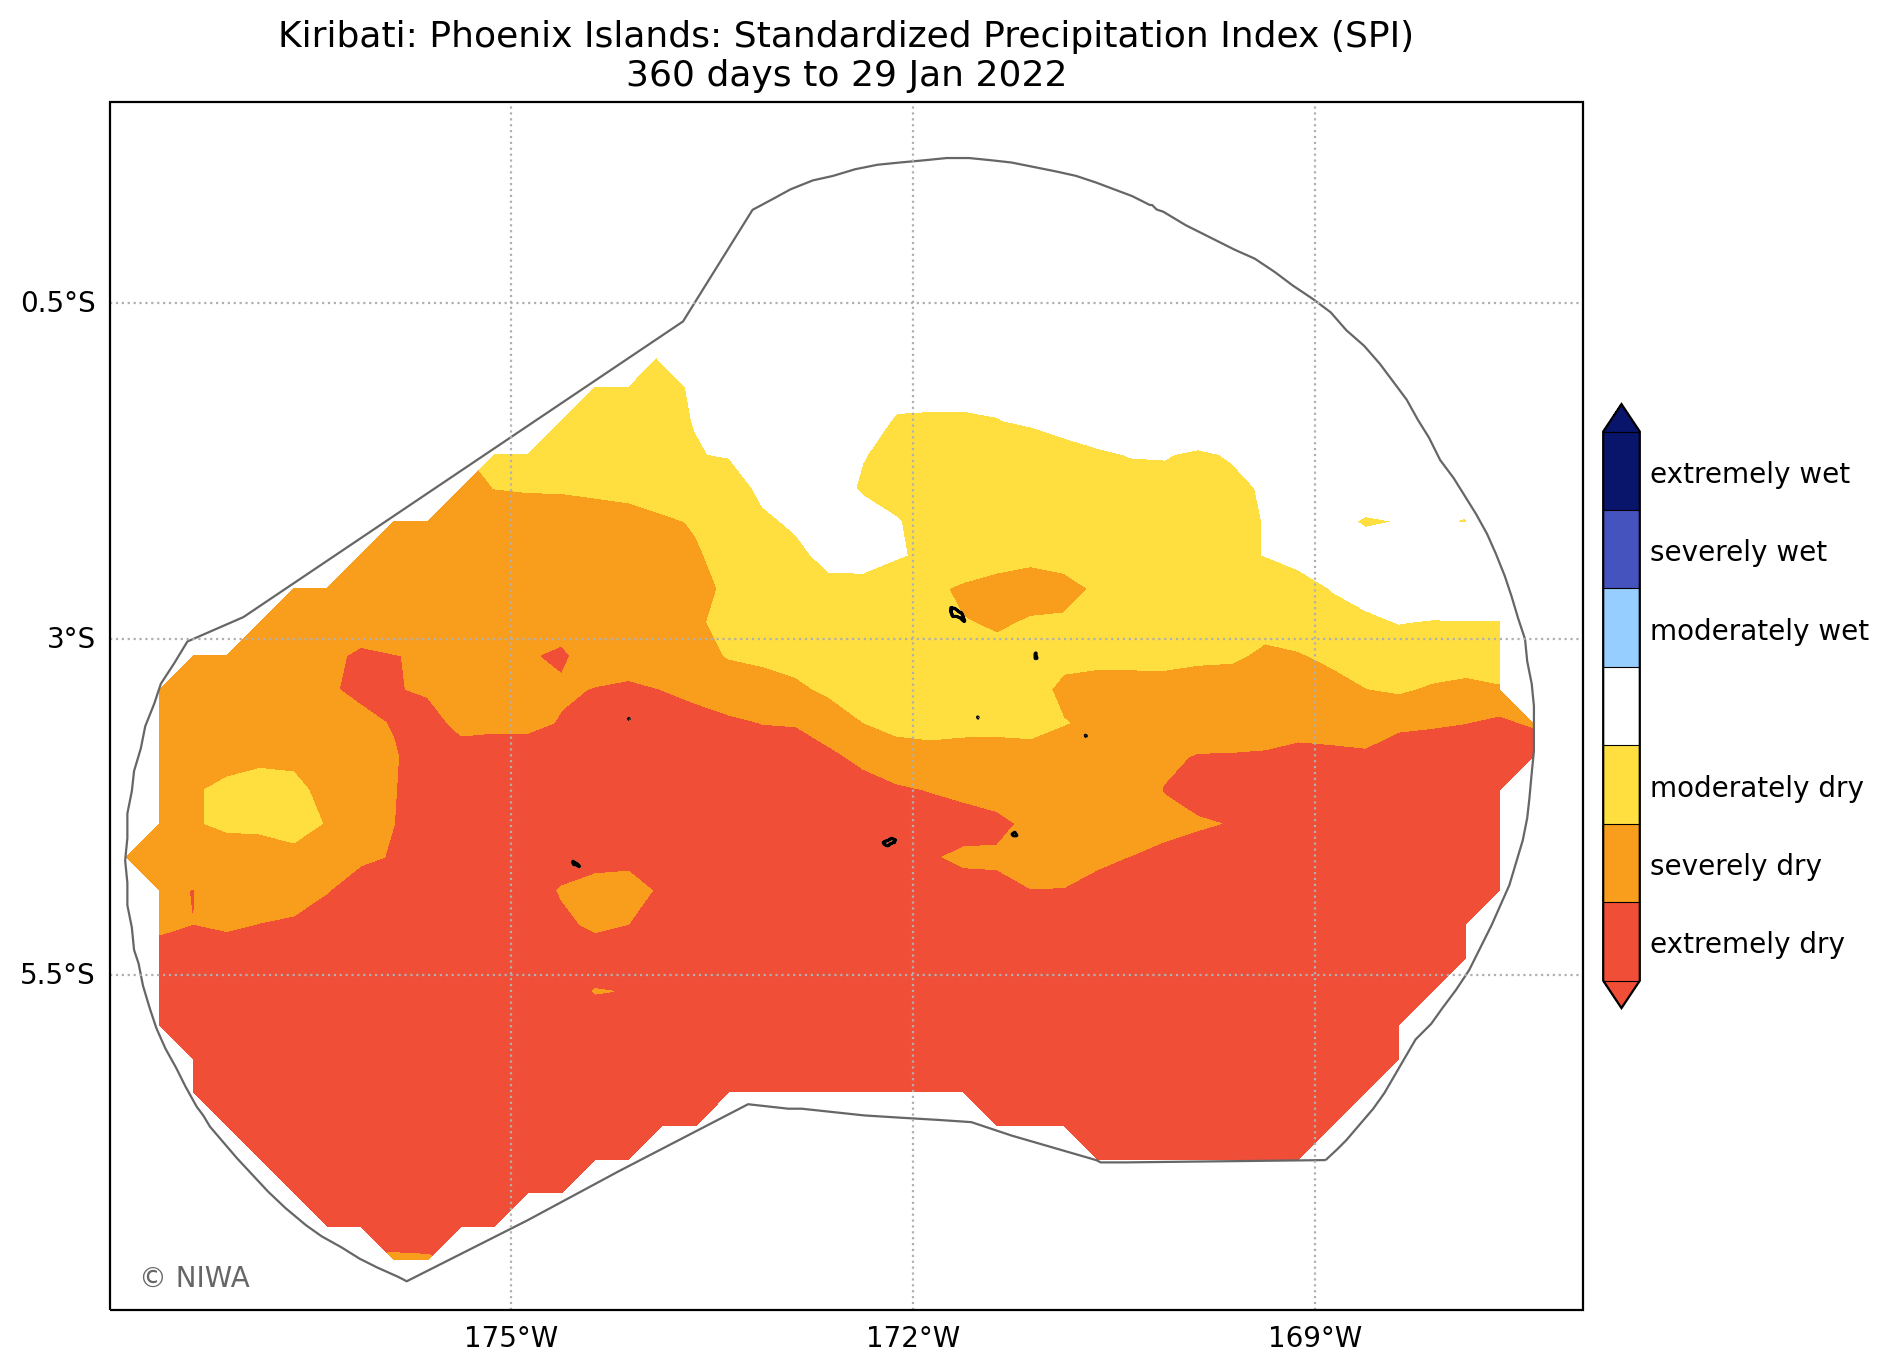 Kiribati: Phoenix Islands: Standardized Precipitation Index (SPI)
360 days to 29 Jan 2022
0.5°S
3°S
5.5°S
175°W
172°W
169°W
extremely wet
severely wet
moderately wet
moderately dry
severely dry
extremely dry
© NIWA